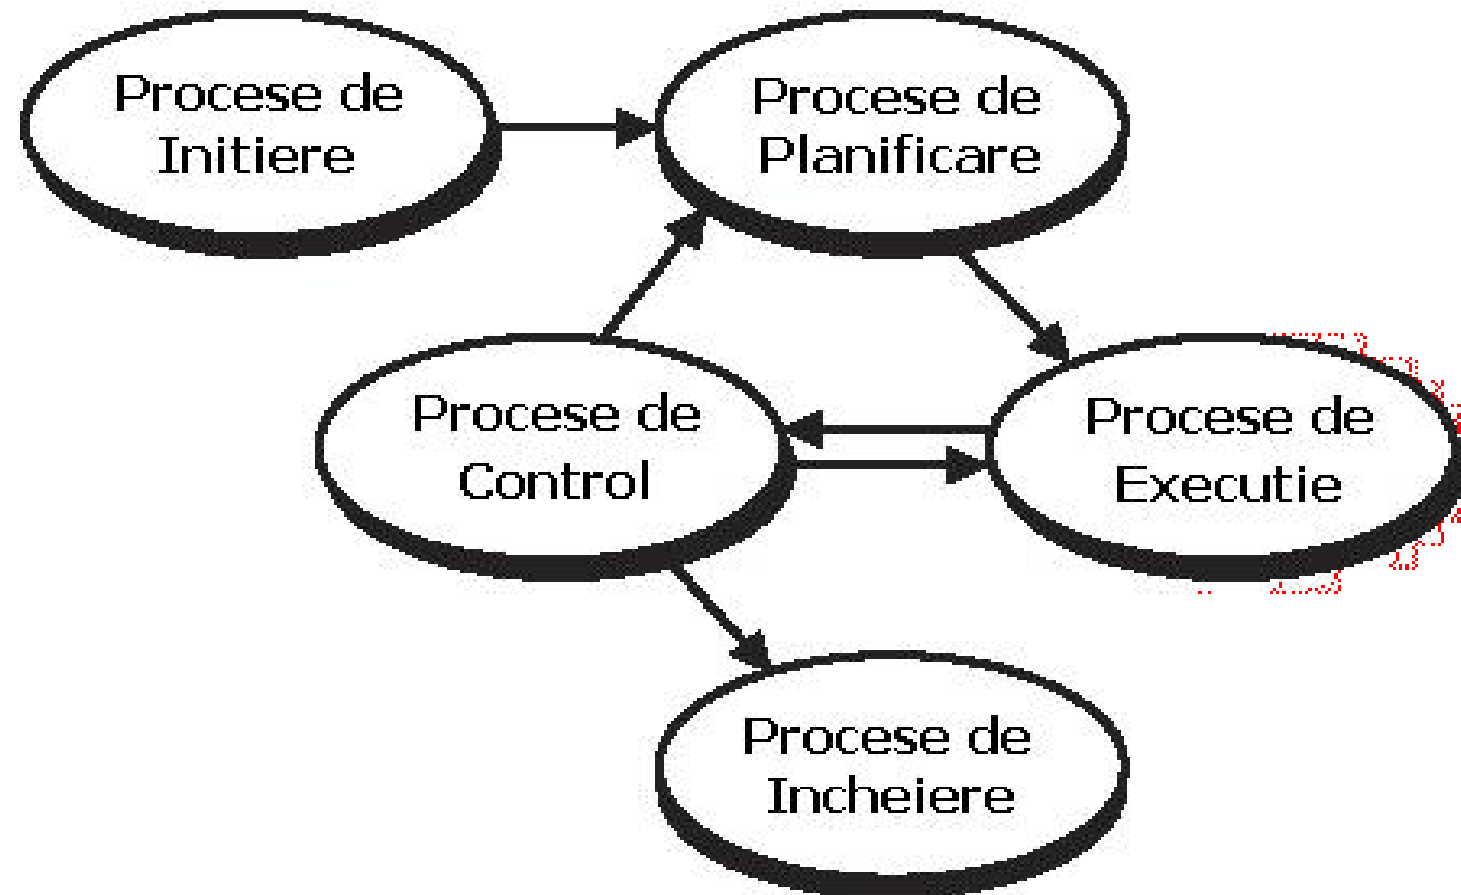 Procese de
Initiere
Procese de
Planificare
Procese de
Control
Procese de
Executie
Procese de
Incheiere